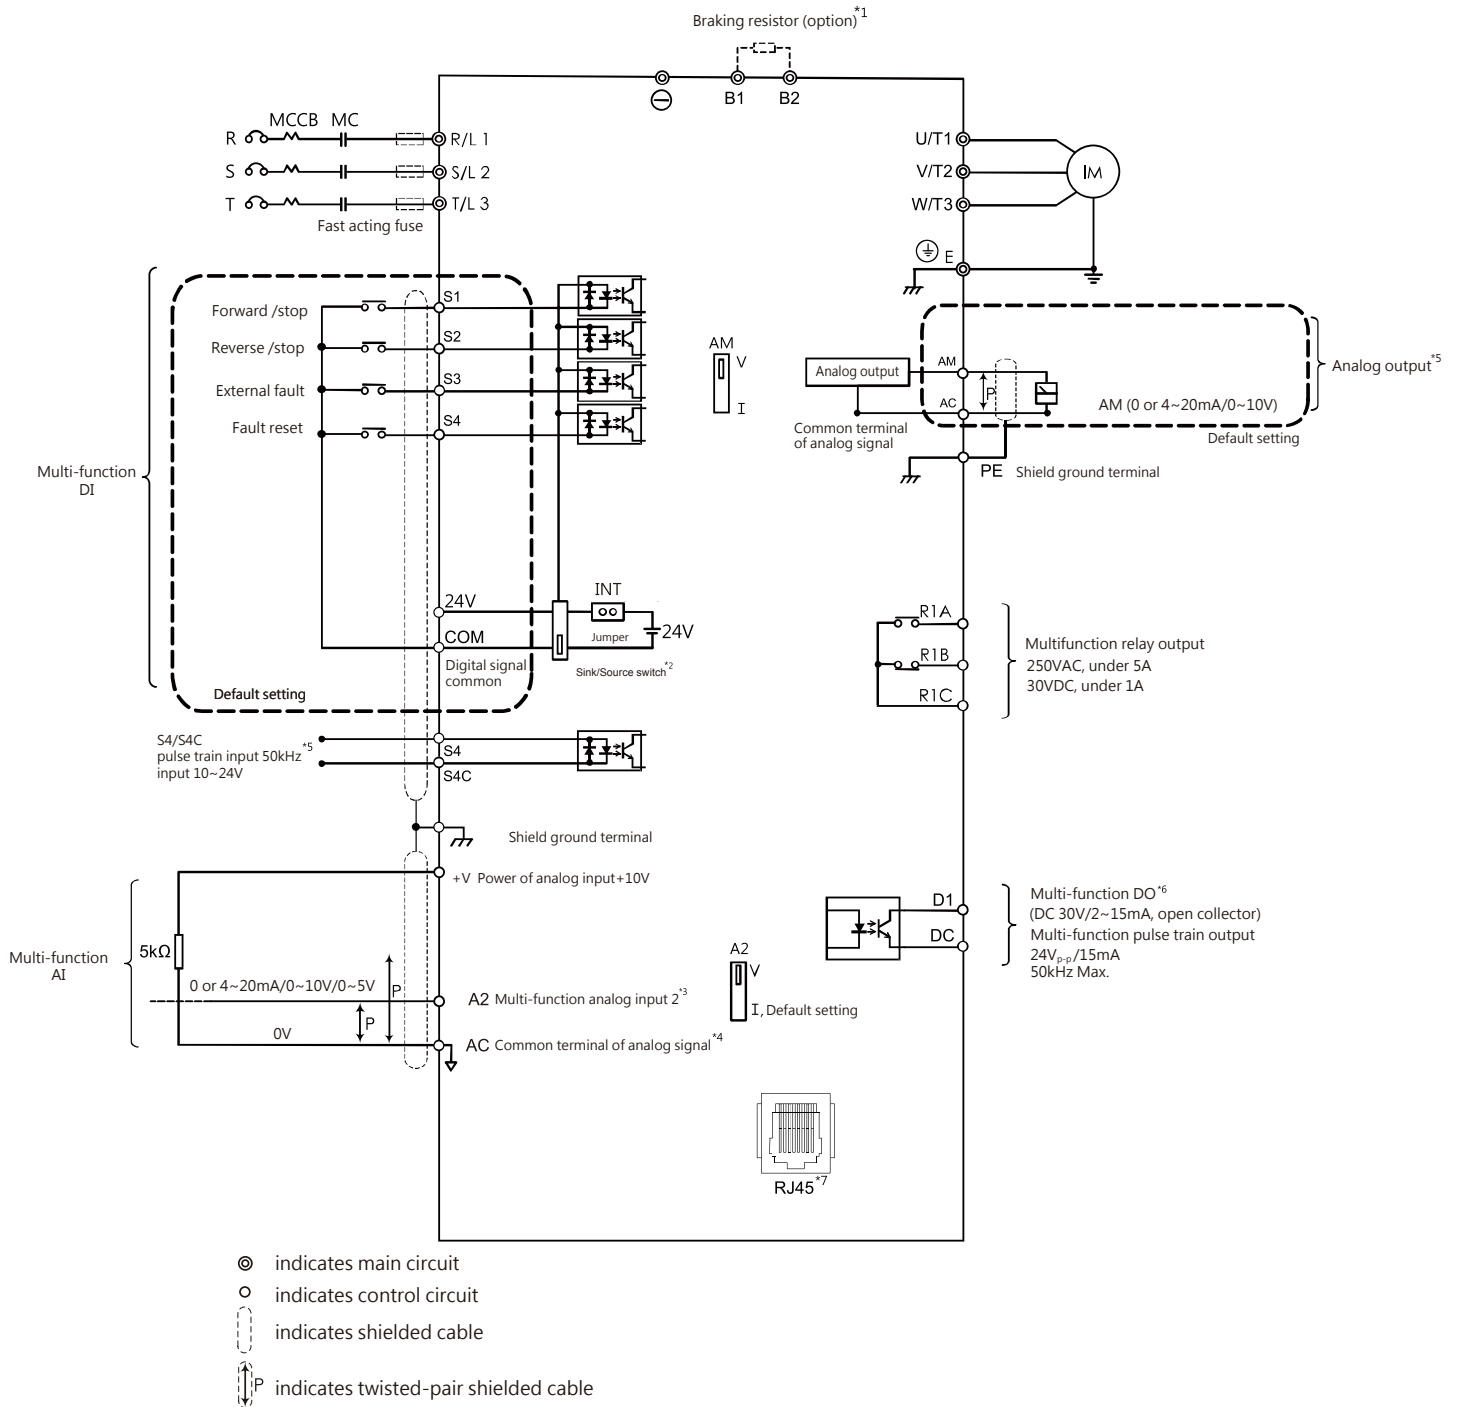 Braking resistor (option)*1
B1 B2
MCCB MC
R R/L 1
S S/L 2
T T/L 3
Fast acting fuse
U/T1
V/T2
W/T3
IM
E
Multi-function
DI
Forward /stop
Reverse /stop
External fault
Fault reset
S1
S2
S3
S4
24V
COM
Digital signal
common
Default setting
INT
Jumper
24V
Sink/Source switch*2
AM
V
I
Analog output
AM
AC
P
Common terminal
of analog signal
AM (0 or 4~20mA/0~10V)
Default setting
Analog output*5
PE Shield ground terminal
R1A
R1B
R1C
Multifunction relay output
250VAC, under 5A
30VDC, under 1A
S4/S4C
pulse train input 50kHz*5
input 10~24V
S4
S4C
Shield ground terminal
+V Power of analog input+10V
Multi-function
AI
5kΩ
0 or 4~20mA/0~10V/0~5V
P
P
0V
A2 Multi-function analog input 2*3
AC Common terminal of analog signal*4
A2
V
I, Default setting
D1
DC
Multi-function DO*6
(DC 30V/2~15mA, open collector)
Multi-function pulse train output
24Vp-p/15mA
50kHz Max.
RJ45*7
indicates main circuit
indicates control circuit
indicates shielded cable
P indicates twisted-pair shielded cable